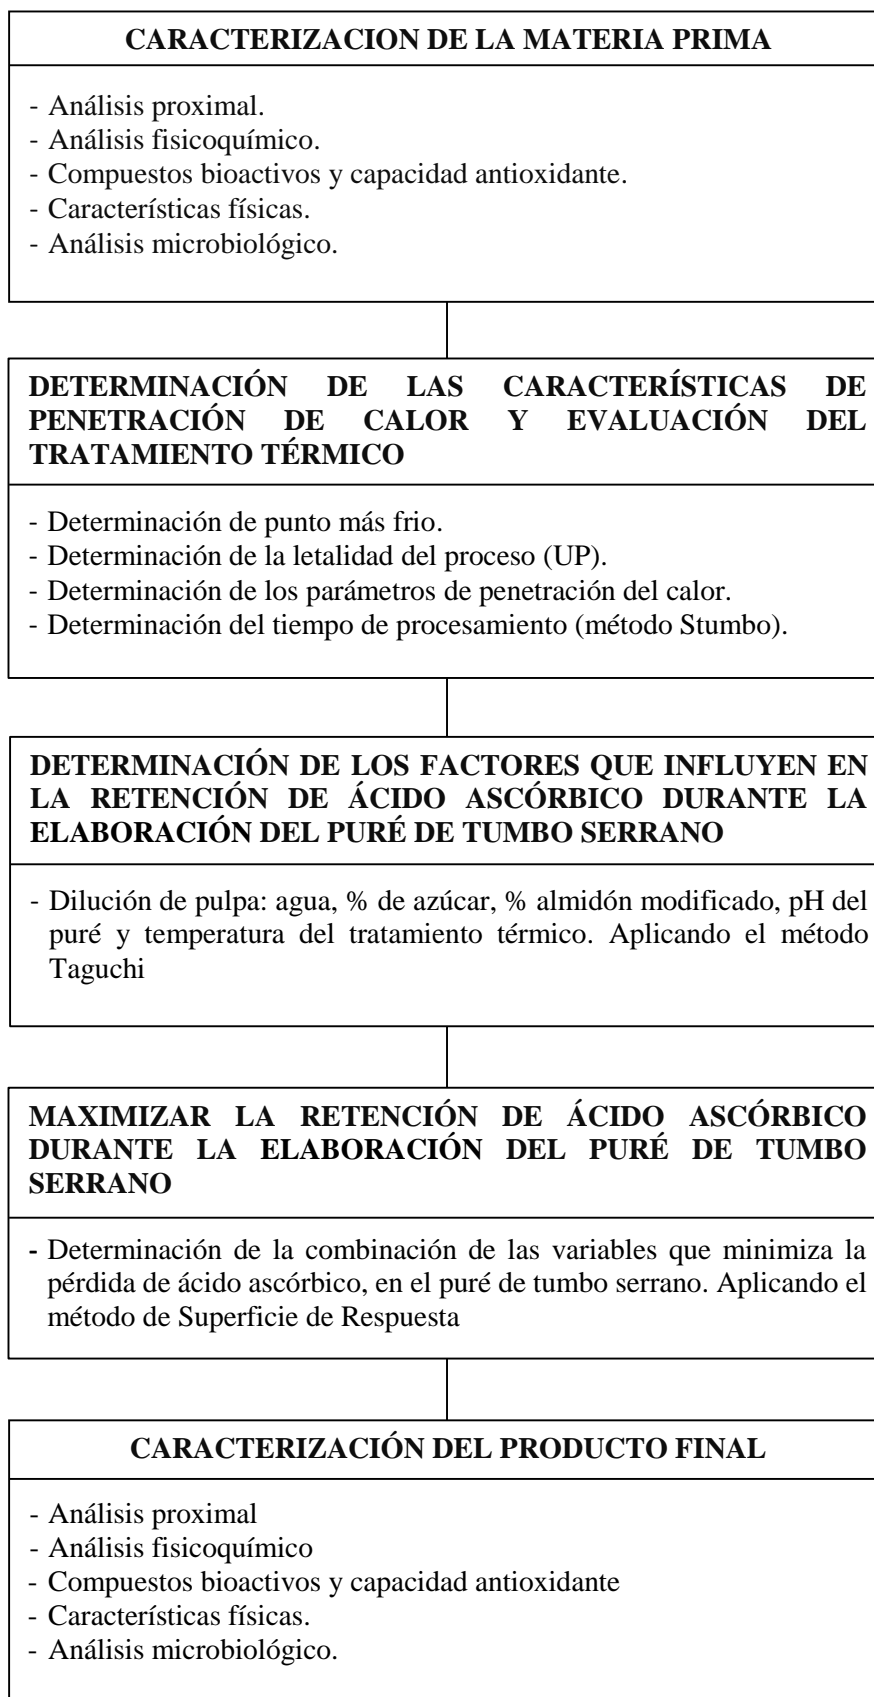 CARACTERIZACION DE LA MATERIA PRIMA
- Análisis proximal.
- Análisis fisicoquímico.
- Compuestos bioactivos y capacidad antioxidante.
- Características físicas.
- Análisis microbiológico.
DETERMINACIÓN DE LAS CARACTERÍSTICAS DE
PENETRACIÓN DE CALOR Y EVALUACIÓN DEL
TRATAMIENTO TÉRMICO
- Determinación de punto más frio.
- Determinación de la letalidad del proceso (UP).
- Determinación de los parámetros de penetración del calor.
- Determinación del tiempo de procesamiento (método Stumbo).
DETERMINACIÓN DE LOS FACTORES QUE INFLUYEN EN
LA RETENCIÓN DE ÁCIDO ASCÓRBICO DURANTE LA
ELABORACIÓN DEL PURÉ DE TUMBO SERRANO
- Dilución de pulpa: agua, % de azúcar, % almidón modificado, pH del
puré y temperatura del tratamiento térmico. Aplicando el método
Taguchi
MAXIMIZAR LA RETENCIÓN DE ÁCIDO ASCÓRBICO
DURANTE LA ELABORACIÓN DEL PURÉ DE TUMBO
SERRANO
- Determinación de la combinación de las variables que minimiza la
pérdida de ácido ascórbico, en el puré de tumbo serrano. Aplicando el
método de Superficie de Respuesta
CARACTERIZACIÓN DEL PRODUCTO FINAL
- Análisis proximal
- Análisis fisicoquímico
- Compuestos bioactivos y capacidad antioxidante
- Características físicas.
- Análisis microbiológico.